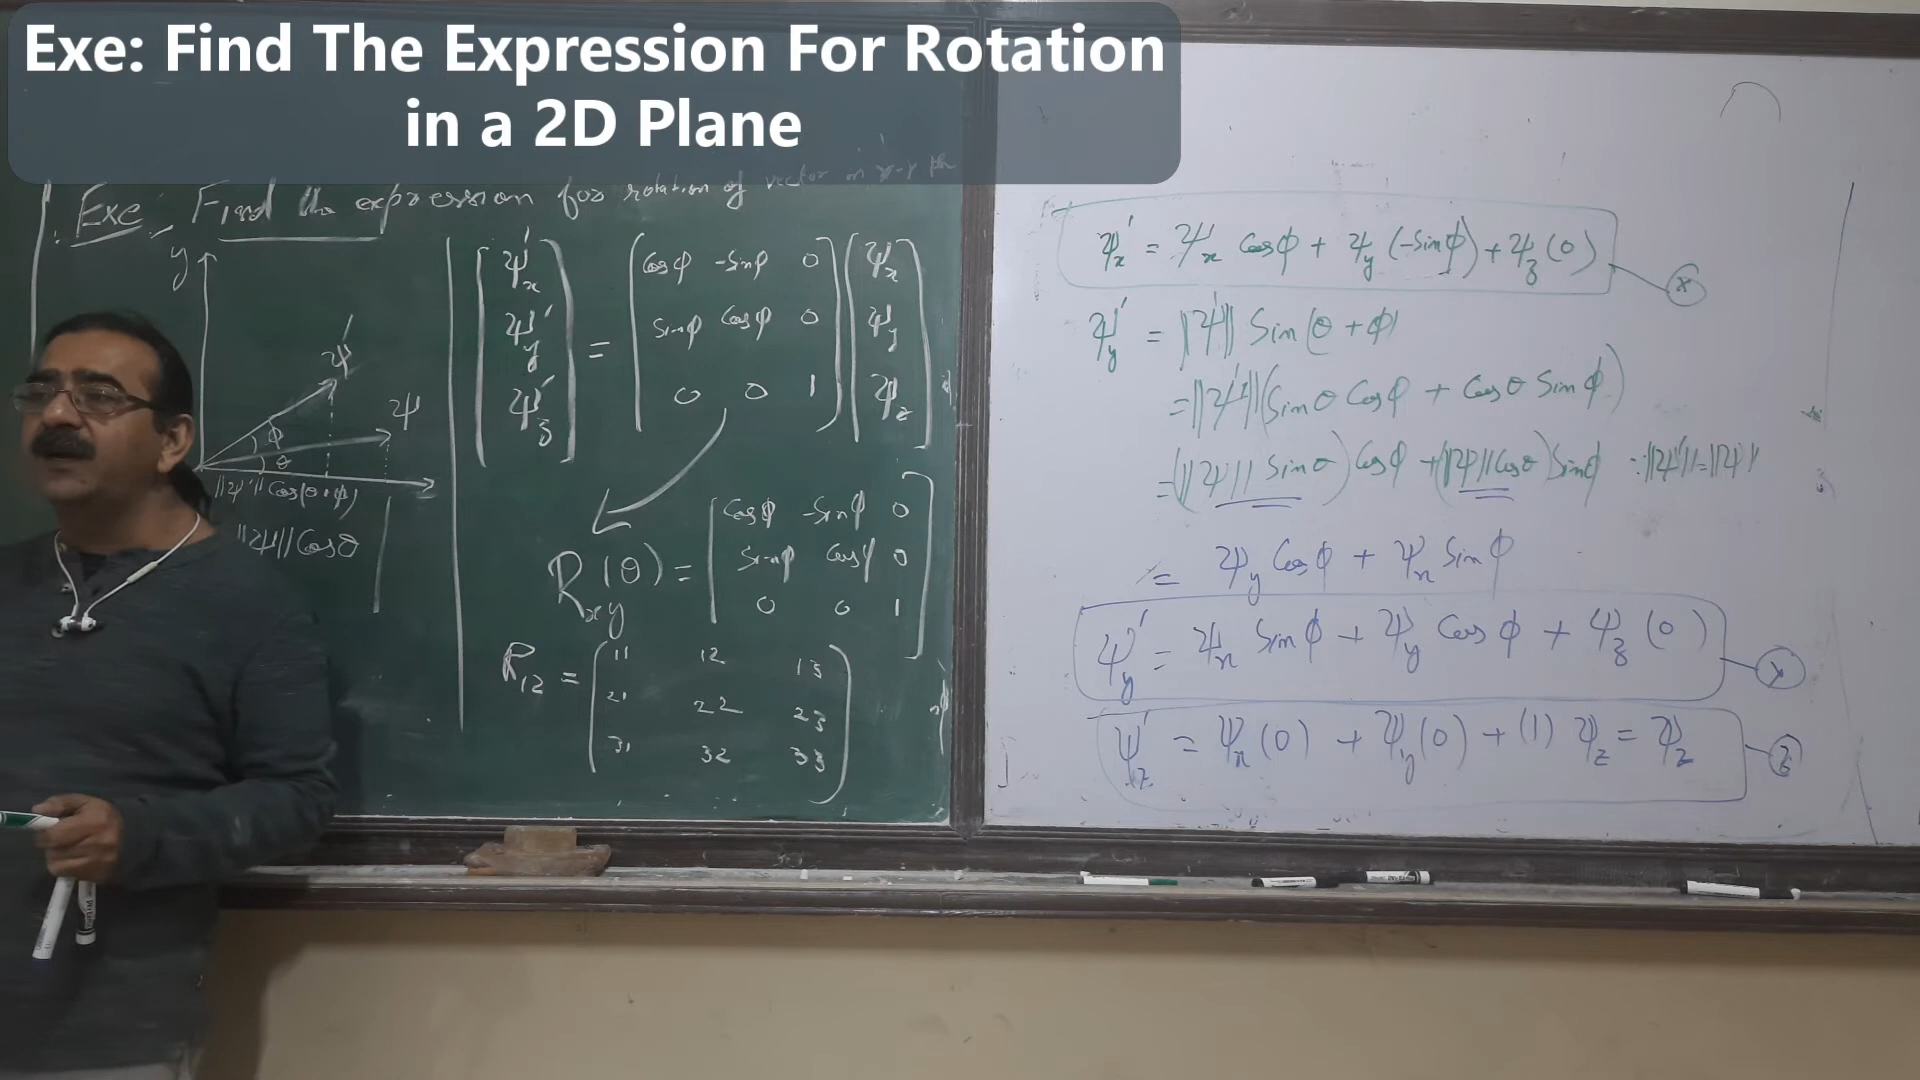 Exe: Find The Expression For Rotation
in a 2D Plane
Exe: Find the expression for rotation of vector in x-y
y
ψ'
ψ
φ
θ
||ψ'||Cos(θ+φ)
||ψ||Cosθ
ψ'x Cosφ -Sinφ 0 ψx
ψ'y = Sinφ Cosφ 0 ψy
ψ'z 0 0 1 ψz
Cosφ -Sinφ 0
Rxy(θ) = Sinφ Cosφ 0
0 0 1
11 12 13
R12 = 21 22 23
31 32 33
ψ'x = ψx Cosφ + ψy (-Sinφ) + ψz (0) x
ψ'y = ||ψ'|| Sin(θ + φ)
= ||ψ'||(Sinθ Cosφ + Cosθ Sinφ)
= (||ψ|| Sinθ) Cosφ + (||ψ||Cosθ) Sinφ ∵ ||ψ'||=||ψ||
= ψy Cosφ + ψx Sinφ
ψ'y = ψx Sinφ + ψy Cosφ + ψz (0) y
ψ'z = ψx (0) + ψy (0) + (1) ψz = ψz z